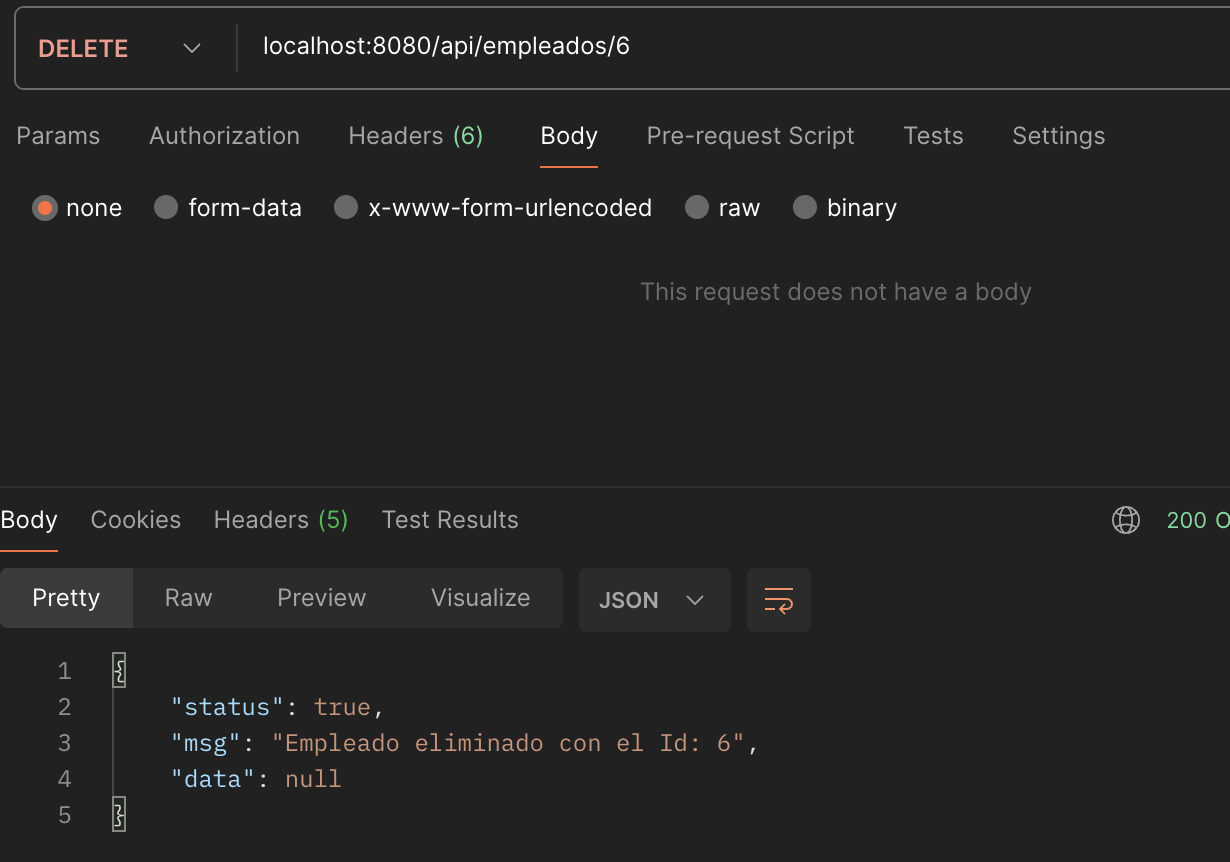 DELETE localhost:8080/api/empleados/6
Params Authorization Headers (6) Body Pre-request Script Tests Settings
none form-data x-www-form-urlencoded raw binary
This request does not have a body
Body Cookies Headers (5) Test Results 200 O
Pretty Raw Preview Visualize JSON
1 {
2 "status": true,
3 "msg": "Empleado eliminado con el Id: 6",
4 "data": null
5 }